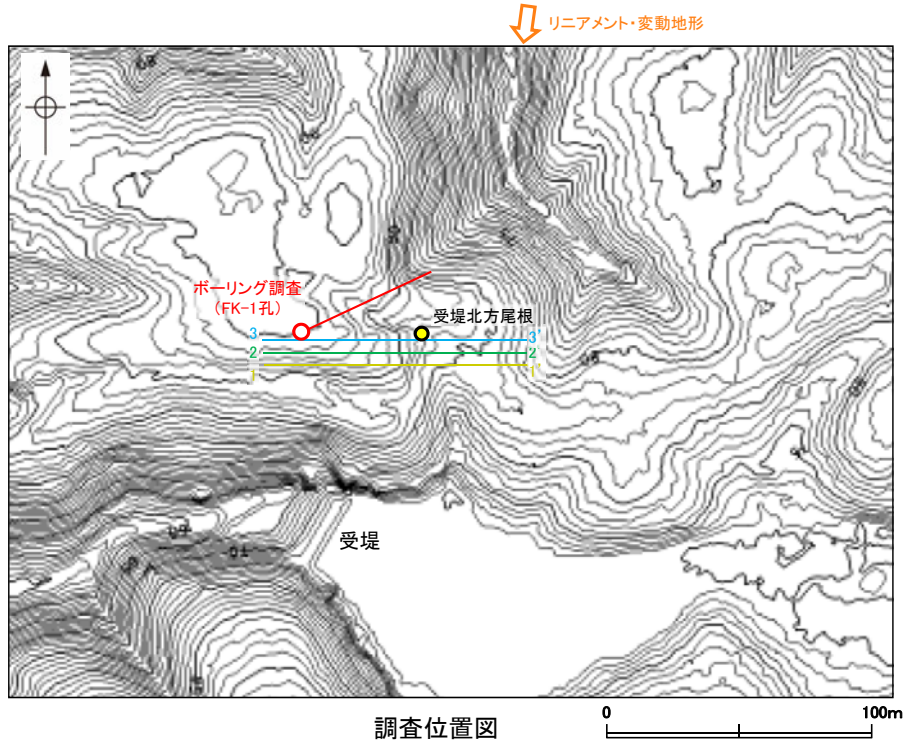 リニアメント・変動地形
ボーリング調査
(FK-1孔)
受堤北方尾根
3 3'
2 2'
1 1'
受堤
調査位置図
0 100m